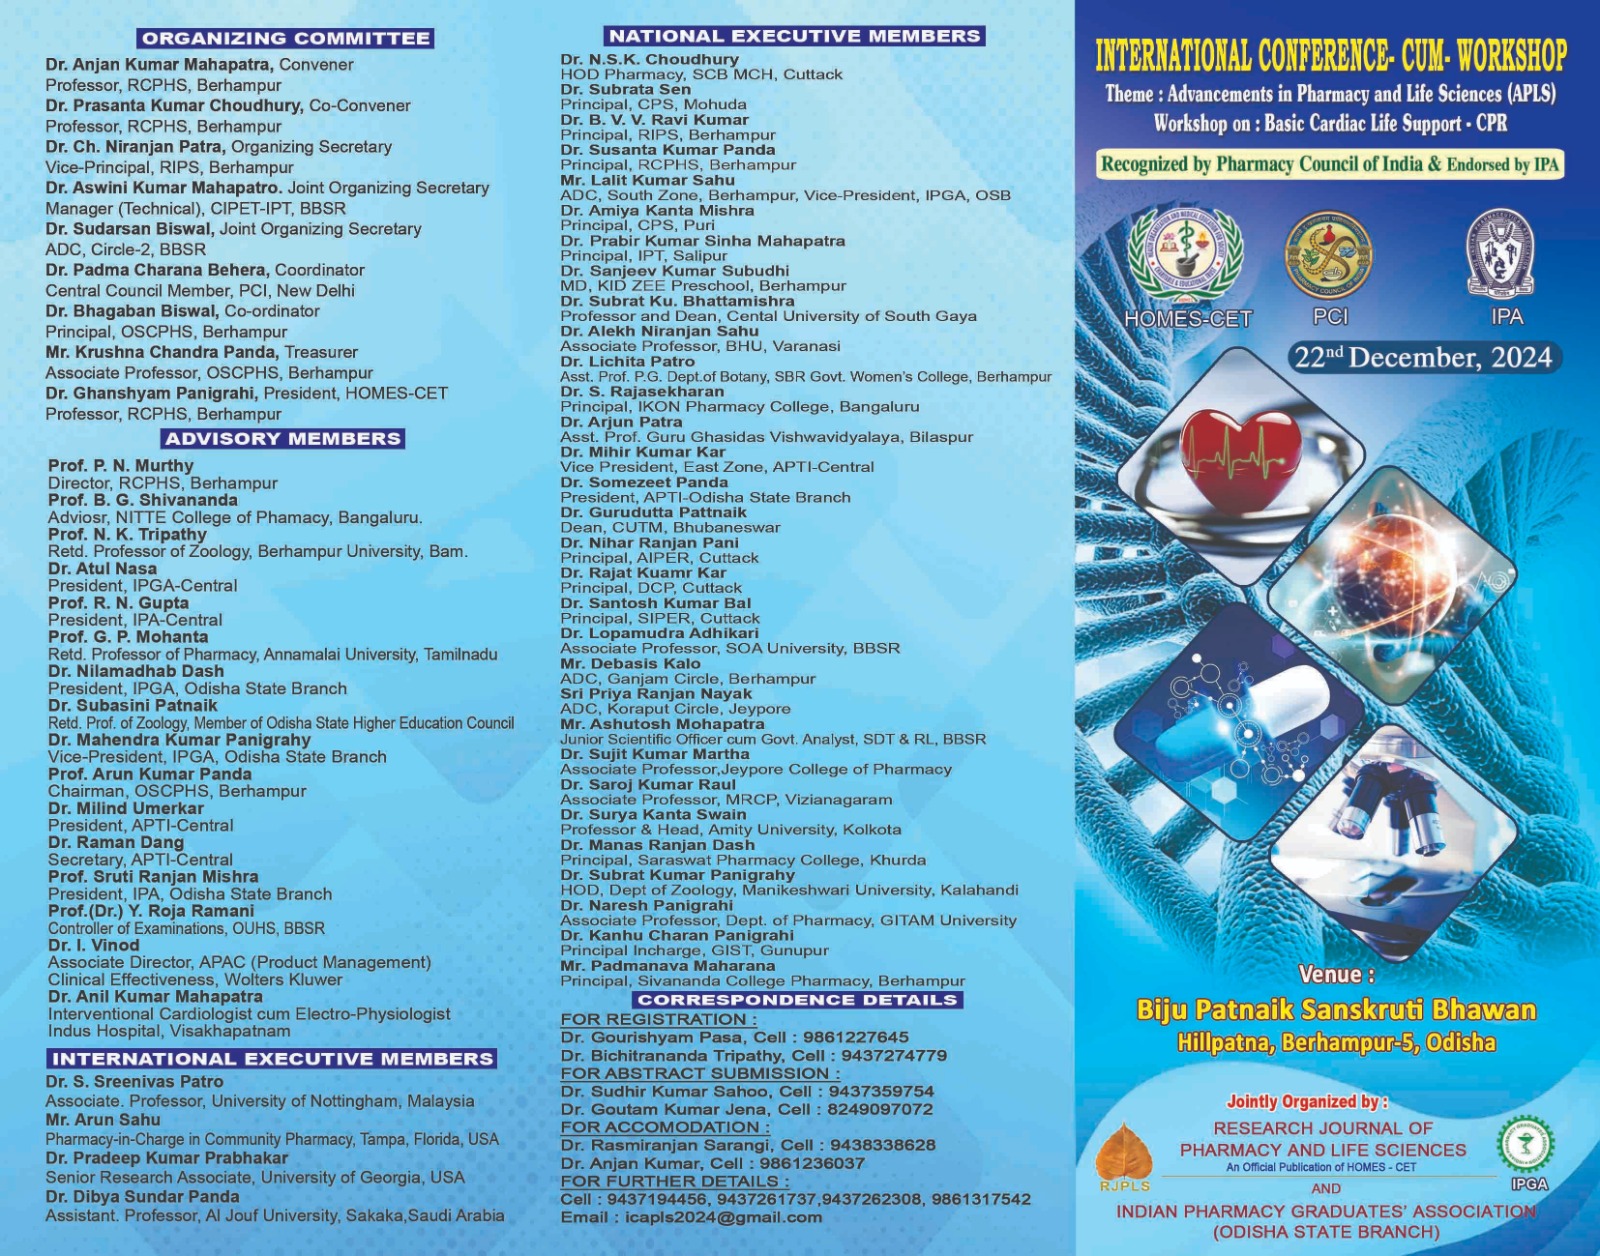 ORGANIZING COMMITTEE
Dr. Anjan Kumar Mahapatra, Convener
Professor, RCPHS, Berhampur
Dr. Prasanta Kumar Choudhury, Co-Convener
Professor, RCPHS, Berhampur
Dr. Ch. Niranjan Patra, Organizing Secretary
Vice-Principal, RIPS, Berhampur
Dr. Aswini Kumar Mahapatro. Joint Organizing Secretary
Manager (Technical), CIPET-IPT, BBSR
Dr. Sudarsan Biswal, Joint Organizing Secretary
ADC, Circle-2, BBSR
Dr. Padma Charana Behera, Coordinator
Central Council Member, PCI, New Delhi
Dr. Bhagaban Biswal, Co-ordinator
Principal, OSCPHS, Berhampur
Mr. Krushna Chandra Panda, Treasurer
Associate Professor, OSCPHS, Berhampur
Dr. Ghanshyam Panigrahi, President, HOMES-CET
Professor, RCPHS, Berhampur
ADVISORY MEMBERS
Prof. P. N. Murthy
Director, RCPHS, Berhampur
Prof. B. G. Shivananda
Adviosr, NITTE College of Phamacy, Bangaluru.
Prof. N. K. Tripathy
Retd. Professor of Zoology, Berhampur University, Bam.
Dr. Atul Nasa
President, IPGA-Central
Prof. R. N. Gupta
President, IPA-Central
Prof. G. P. Mohanta
Retd. Professor of Pharmacy, Annamalai University, Tamilnadu
Dr. Nilamadhab Dash
President, IPGA, Odisha State Branch
Dr. Subasini Patnaik
Retd. Prof. of Zoology, Member of Odisha State Higher Education Council
Dr. Mahendra Kumar Panigrahy
Vice-President, IPGA, Odisha State Branch
Prof. Arun Kumar Panda
Chairman, OSCPHS, Berhampur
Dr. Milind Umerkar
President, APTI-Central
Dr. Raman Dang
Secretary, APTI-Central
Prof. Sruti Ranjan Mishra
President, IPA, Odisha State Branch
Prof.(Dr.) Y. Roja Ramani
Controller of Examinations, OUHS, BBSR
Dr. I. Vinod
Associate Director, APAC (Product Management)
Clinical Effectiveness, Wolters Kluwer
Dr. Anil Kumar Mahapatra
Interventional Cardiologist cum Electro-Physiologist
Indus Hospital, Visakhapatnam
INTERNATIONAL EXECUTIVE MEMBERS
Dr. S. Sreenivas Patro
Associate. Professor, University of Nottingham, Malaysia
Mr. Arun Sahu
Pharmacy-in-Charge in Community Pharmacy, Tampa, Florida, USA
Dr. Pradeep Kumar Prabhakar
Senior Research Associate, University of Georgia, USA
Dr. Dibya Sundar Panda
Assistant. Professor, Al Jouf University, Sakaka,Saudi Arabia
NATIONAL EXECUTIVE MEMBERS
Dr. N.S.K. Choudhury
HOD Pharmacy, SCB MCH, Cuttack
Dr. Subrata Sen
Principal, CPS, Mohuda
Dr. B. V. V. Ravi Kumar
Principal, RIPS, Berhampur
Dr. Susanta Kumar Panda
Principal, RCPHS, Berhampur
Mr. Lalit Kumar Sahu
ADC, South Zone, Berhampur, Vice-President, IPGA, OSB
Dr. Amiya Kanta Mishra
Principal, CPS, Puri
Dr. Prabir Kumar Sinha Mahapatra
Principal, IPT, Salipur
Dr. Sanjeev Kumar Subudhi
MD, KID ZEE Preschool, Berhampur
Dr. Subrat Ku. Bhattamishra
Professor and Dean, Cental University of South Gaya
Dr. Alekh Niranjan Sahu
Associate Professor, BHU, Varanasi
Dr. Lichita Patro
Asst. Prof. P.G. Dept.of Botany, SBR Govt. Women's College, Berhampur
Dr. S. Rajasekharan
Principal, IKON Pharmacy College, Bangaluru
Dr. Arjun Patra
Asst. Prof. Guru Ghasidas Vishwavidyalaya, Bilaspur
Dr. Mihir Kumar Kar
Vice President, East Zone, APTI-Central
Dr. Somezeet Panda
President, APTI-Odisha State Branch
Dr. Gurudutta Pattnaik
Dean, CUTM, Bhubaneswar
Dr. Nihar Ranjan Pani
Principal, AIPER, Cuttack
Dr. Rajat Kuamr Kar
Principal, DCP, Cuttack
Dr. Santosh Kumar Bal
Principal, SIPER, Cuttack
Dr. Lopamudra Adhikari
Associate Professor, SOA University, BBSR
Mr. Debasis Kalo
ADC, Ganjam Circle, Berhampur
Sri Priya Ranjan Nayak
ADC, Koraput Circle, Jeypore
Mr. Ashutosh Mohapatra
Junior Scientific Officer cum Govt. Analyst, SDT & RL, BBSR
Dr. Sujit Kumar Martha
Associate Professor,Jeypore College of Pharmacy
Dr. Saroj Kumar Raul
Associate Professor, MRCP, Vizianagaram
Dr. Surya Kanta Swain
Professor & Head, Amity University, Kolkota
Dr. Manas Ranjan Dash
Principal, Saraswat Pharmacy College, Khurda
Dr. Subrat Kumar Panigrahy
HOD, Dept of Zoology, Manikeshwari University, Kalahandi
Dr. Naresh Panigrahi
Associate Professor, Dept. of Pharmacy, GITAM University
Dr. Kanhu Charan Panigrahi
Principal Incharge, GIST, Gunupur
Mr. Padmanava Maharana
Principal, Sivananda College Pharmacy, Berhampur
CORRESPONDENCE DETAILS
FOR REGISTRATION :
Dr. Gourishyam Pasa, Cell : 9861227645
Dr. Bichitrananda Tripathy, Cell : 9437274779
FOR ABSTRACT SUBMISSION :
Dr. Sudhir Kumar Sahoo, Cell : 9437359754
Dr. Goutam Kumar Jena, Cell : 8249097072
FOR ACCOMODATION :
Dr. Rasmiranjan Sarangi, Cell : 9438338628
Dr. Anjan Kumar, Cell : 9861236037
FOR FURTHER DETAILS :
Cell : 9437194456, 9437261737,9437262308, 9861317542
Email : icapls2024@gmail.com
INTERNATIONAL CONFERENCE- CUM- WORKSHOP
Theme : Advancements in Pharmacy and Life Sciences (APLS)
Workshop on : Basic Cardiac Life Support - CPR
Recognized by Pharmacy Council of India & Endorsed by IPA
HOMES-CET PCI IPA
22nd December, 2024
Venue :
Biju Patnaik Sanskruti Bhawan
Hillpatna, Berhampur-5, Odisha
Jointly Organized by :
RESEARCH JOURNAL OF
PHARMACY AND LIFE SCIENCES
An Official Publication of HOMES - CET
RJPLS
IPGA
AND
INDIAN PHARMACY GRADUATES' ASSOCIATION
(ODISHA STATE BRANCH)